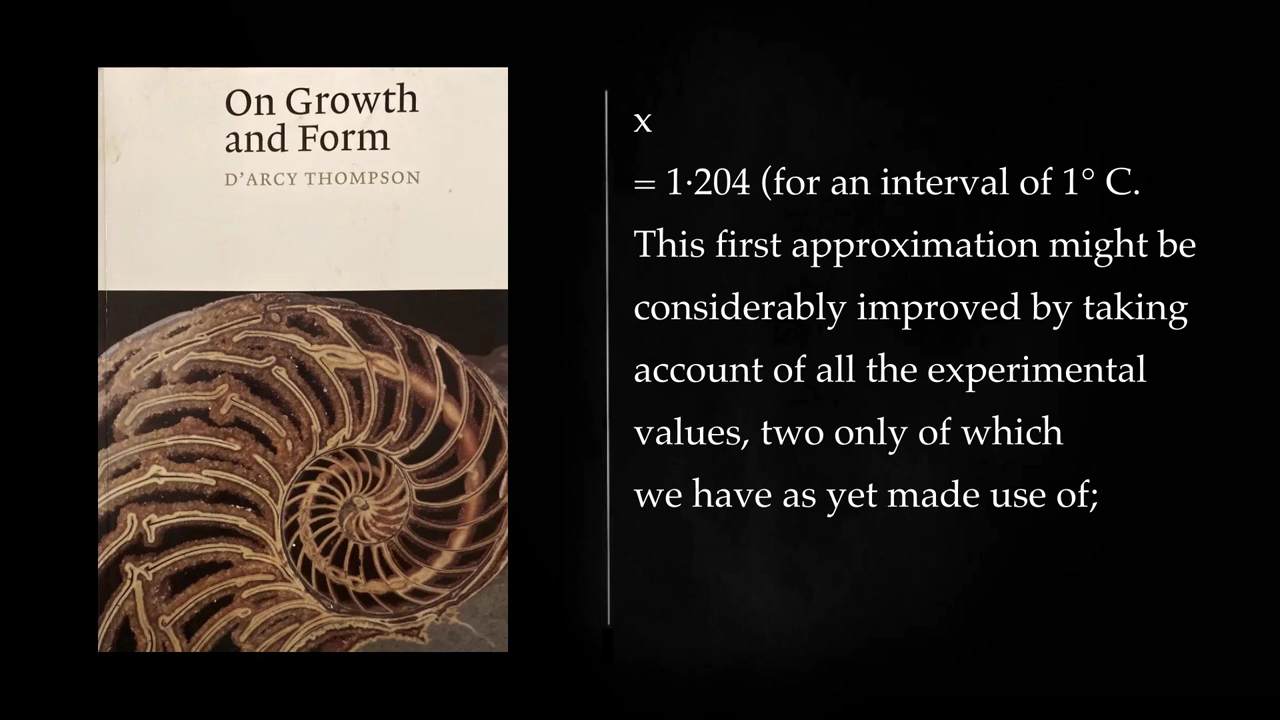 On Growth
and Form
D'ARCY THOMPSON
x
= 1·204 (for an interval of 1° C.
This first approximation might be
considerably improved by taking
account of all the experimental
values, two only of which
we have as yet made use of;